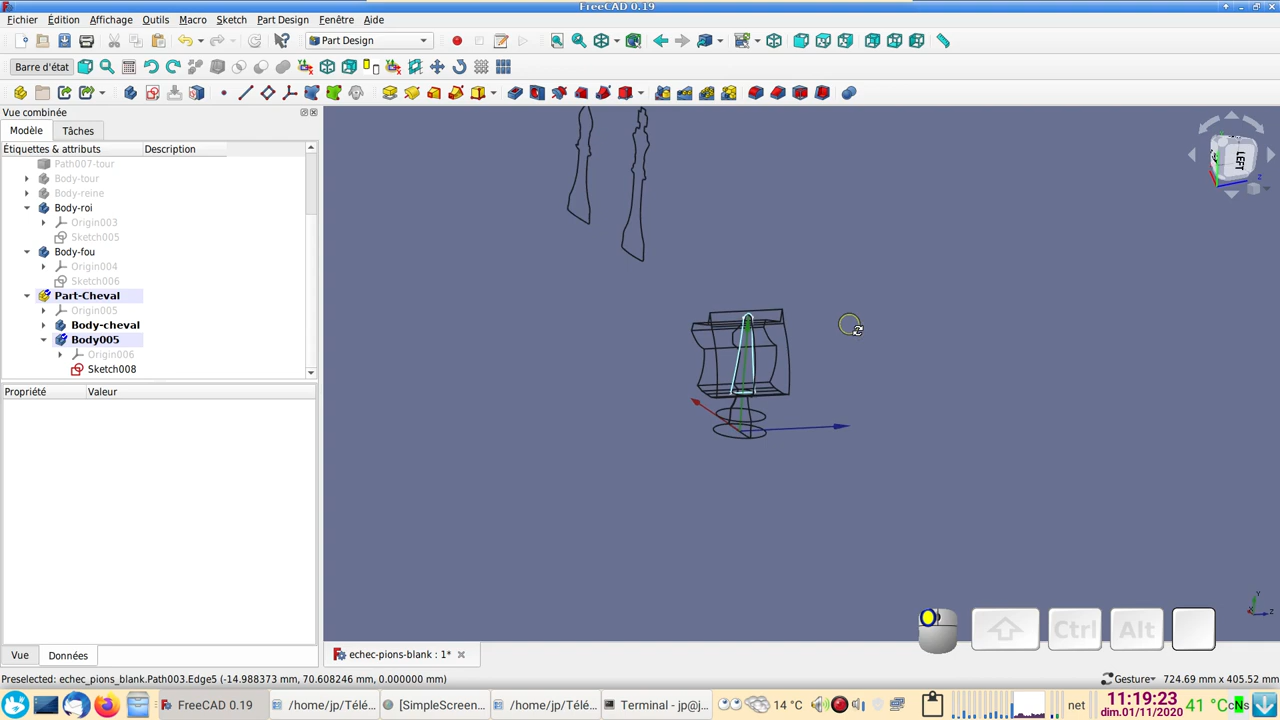 FreeCAD 0.19
Fichier Édition Affichage Outils Macro Sketch Part Design Fenêtre Aide
Part Design
Barre d'état
Vue combinée
Modèle Tâches
Étiquettes & attributs Description
Path007-tour
Body-tour
Body-reine
Body-roi
Origin003
Sketch005
Body-fou
Origin004
Sketch006
Part-Cheval
Origin005
Body-cheval
Body005
Origin006
Sketch008
Propriété Valeur
LEFT
Z
Y
Z
Ctrl Alt
Vue Données
echec-pions-blank : 1*
Preselected: echec_pions_blank.Path003.Edge5 (-14.988373 mm, 70.608246 mm, 0.000000 mm)
Gesture 724.69 mm x 405.52 mm
FreeCAD 0.19
/home/jp/Télé...
[SimpleScreen...
/home/jp/Télé...
Terminal - jp@j...
14 °C
net
11:19:23
dim.01/11/2020
41 °C